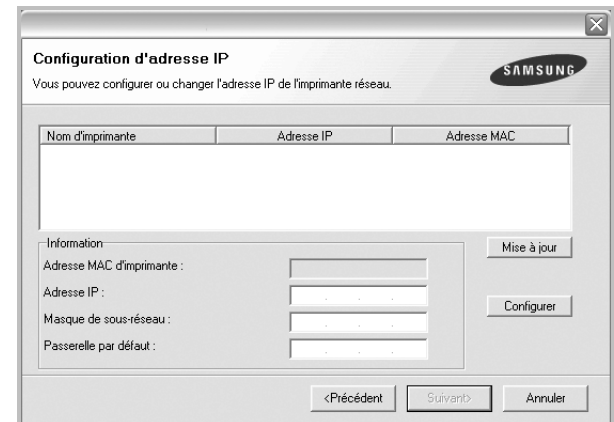 Configuration d'adresse IP
Vous pouvez configurer ou changer l'adresse IP de l'imprimante réseau.
SAMSUNG
Nom d'imprimante Adresse IP Adresse MAC
Information
Mise à jour
Adresse MAC d'imprimante :
Adresse IP :
Configurer
Masque de sous-réseau :
Passerelle par défaut :
<Précédent Suivant> Annuler